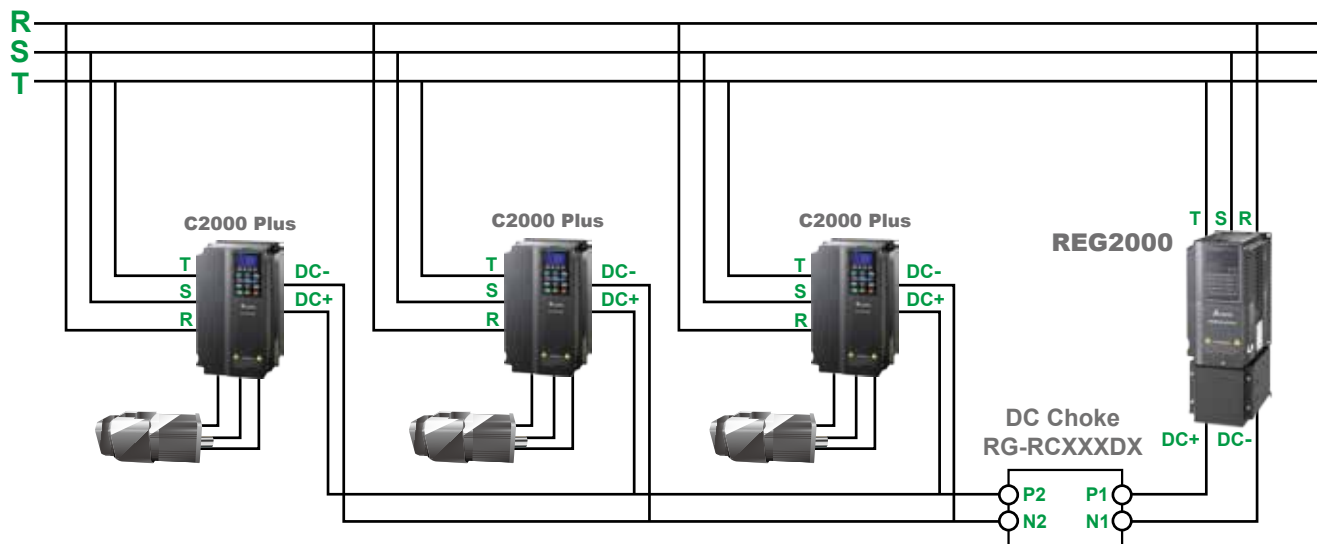 R
S
T
C2000 Plus
C2000 Plus
C2000 Plus
T S R
REG2000
T
DC-
S
DC+
R
T
DC-
S
DC+
R
T
DC-
S
DC+
R
DC Choke
RG-RCXXXDX
DC+ DC-
P2 P1
N2 N1